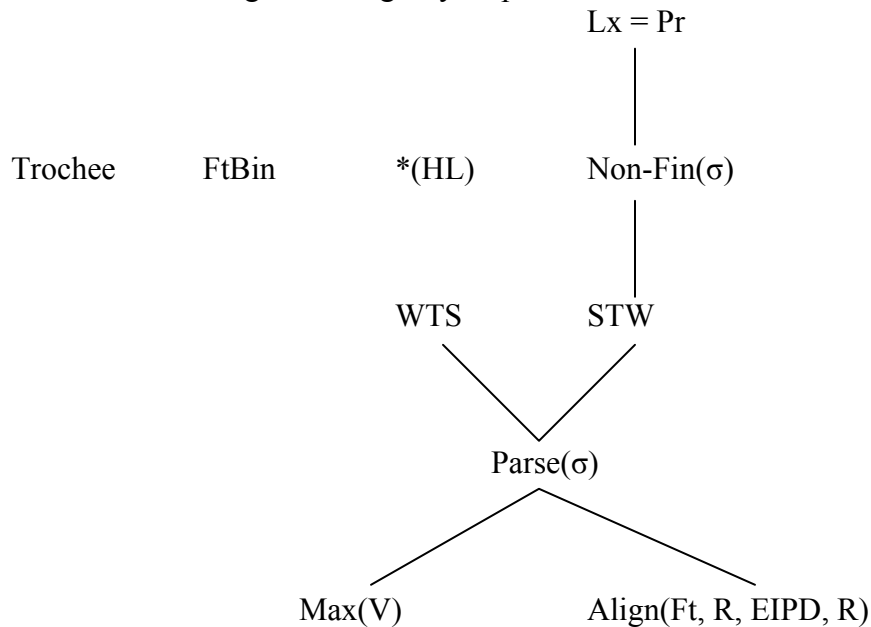 Lx = Pr
Trochee FtBin *(HL) Non-Fin(σ)
WTS STW
Parse(σ)
Max(V) Align(Ft, R, EIPD, R)